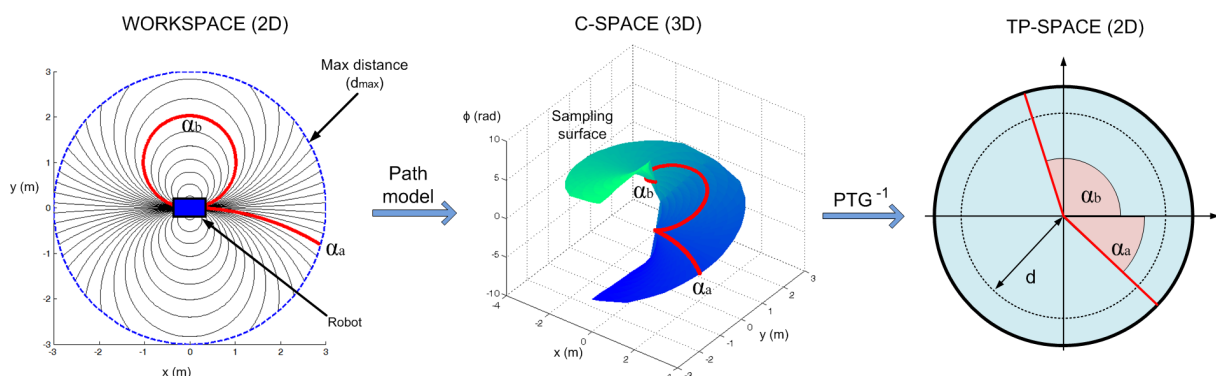 WORKSPACE (2D)
Max distance
(dmax)
3
2
1
0
-1
-2
-3
y (m)
αb
αa
Robot
-3
-2
-1
0
1
2
3
x (m)
Path
model
C-SPACE (3D)
ϕ (rad)
Sampling
surface
10
5
0
-5
-10
αb
αa
-4
-2
0
2
-3
-2
-1
0
1
2
3
x (m)
y (m)
PTG-1
TP-SPACE (2D)
αb
αa
d